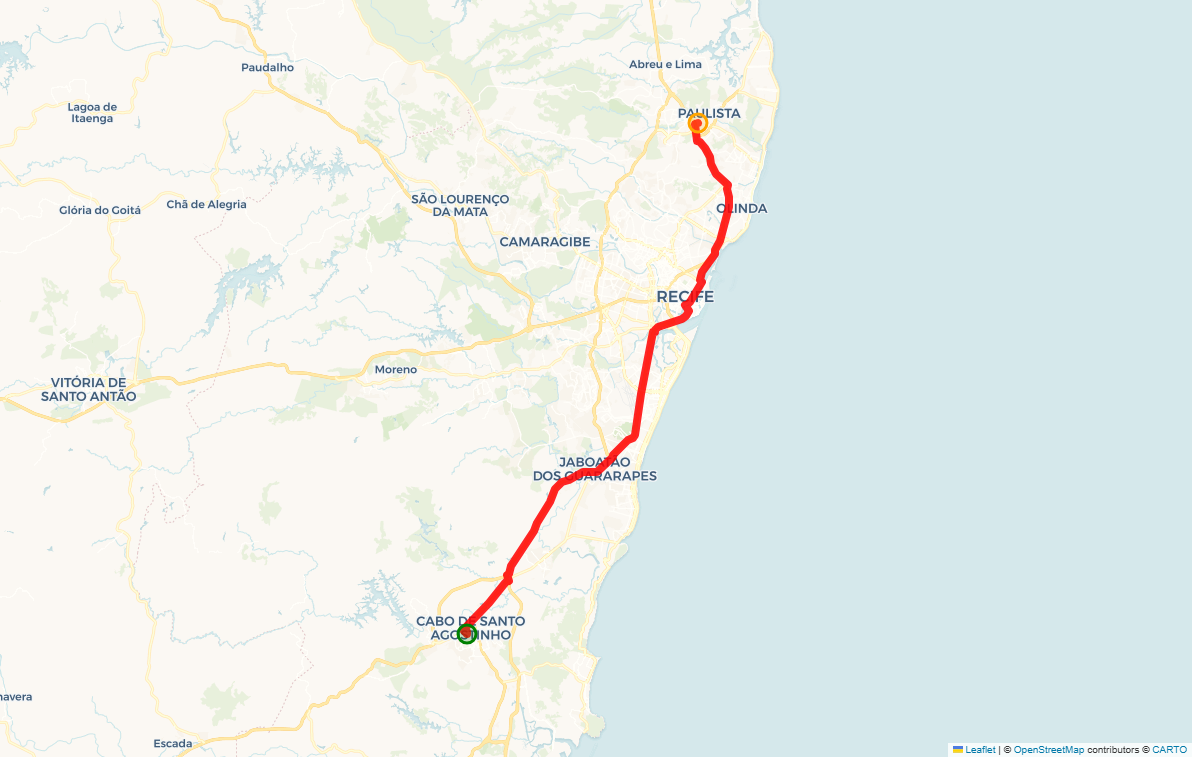 Abreu e Lima
Paudalho
Lagoa de
Itaenga
PAULISTA
SÃO LOURENÇO
DA MATA
Chã de Alegria
Glória do Goitá
OLINDA
CAMARAGIBE
RECIFE
Moreno
VITÓRIA DE
SANTO ANTÃO
JABOATÃO
DOS GUARARAPES
CABO DE SANTO
AGOSTINHO
navera
Escada
Leaflet | © OpenStreetMap contributors © CARTO